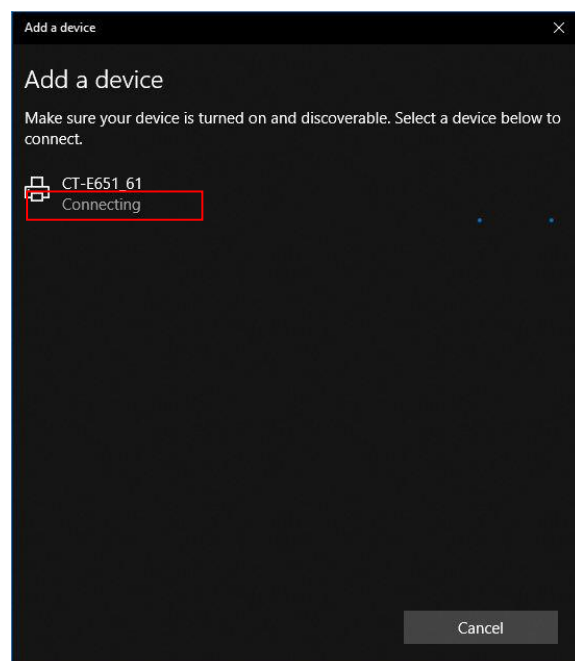 Add a device
Add a device
Make sure your device is turned on and discoverable. Select a device below to
connect.
CT-E651_61
Connecting
Cancel